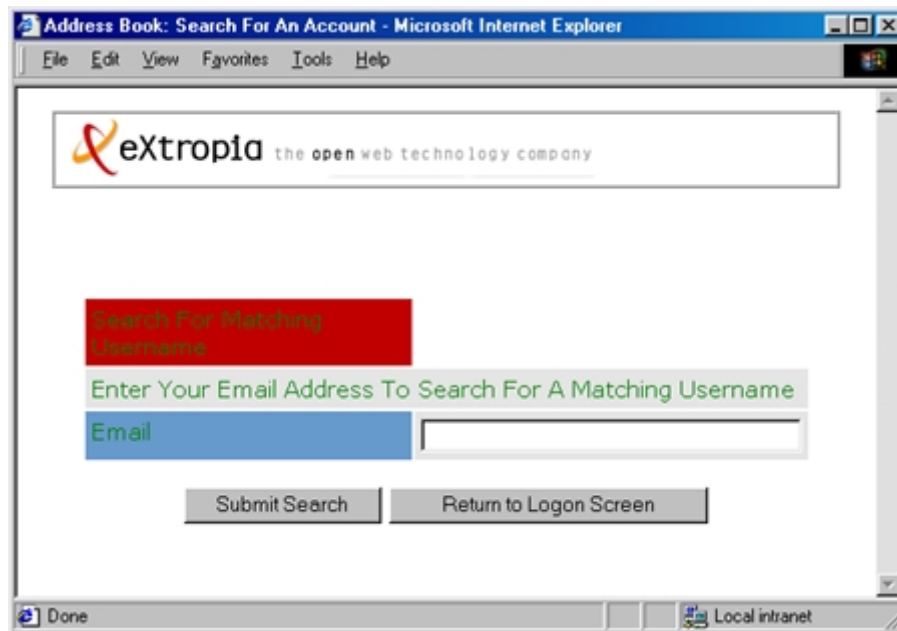 Address Book: Search For An Account - Microsoft Internet Explorer
File Edit View Favorites Tools Help
eXtropia the open web technology company
Search For Matching
Username
Enter Your Email Address To Search For A Matching Username
Email
Submit Search Return to Logon Screen
Done Local intranet